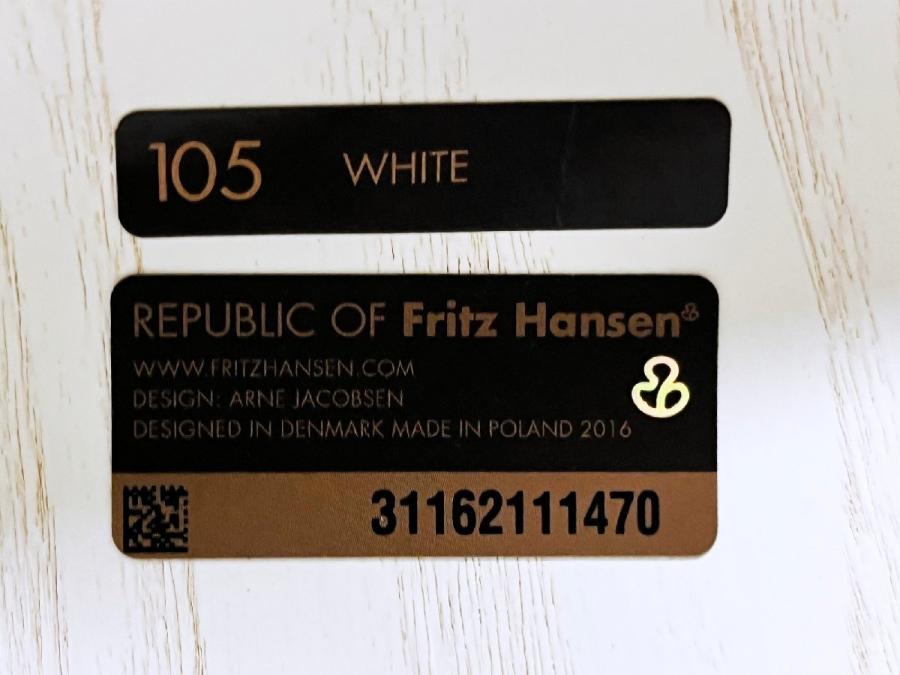 105 WHITE
REPUBLIC OF Fritz Hansen
WWW.FRITZHANSEN.COM
DESIGN: ARNE JACOBSEN
DESIGNED IN DENMARK MADE IN POLAND 2016
31162111470